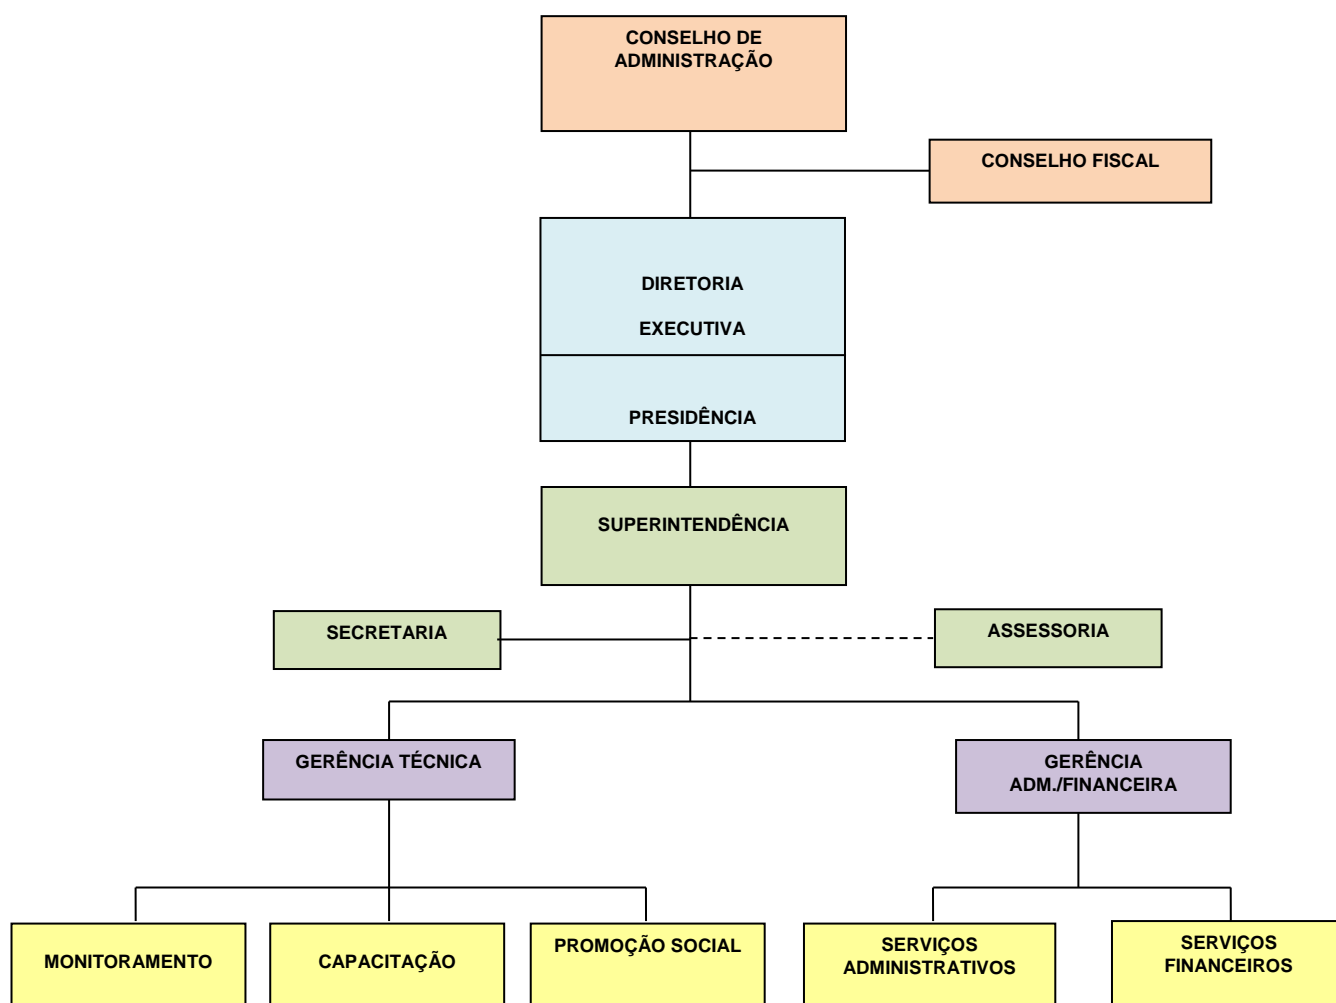 CONSELHO DE
ADMINISTRAÇÃO
CONSELHO FISCAL
DIRETORIA
EXECUTIVA
PRESIDÊNCIA
SUPERINTENDÊNCIA
SECRETARIA
ASSESSORIA
GERÊNCIA TÉCNICA
GERÊNCIA
ADM./FINANCEIRA
MONITORAMENTO
CAPACITAÇÃO
PROMOÇÃO SOCIAL
SERVIÇOS
ADMINISTRATIVOS
SERVIÇOS
FINANCEIROS